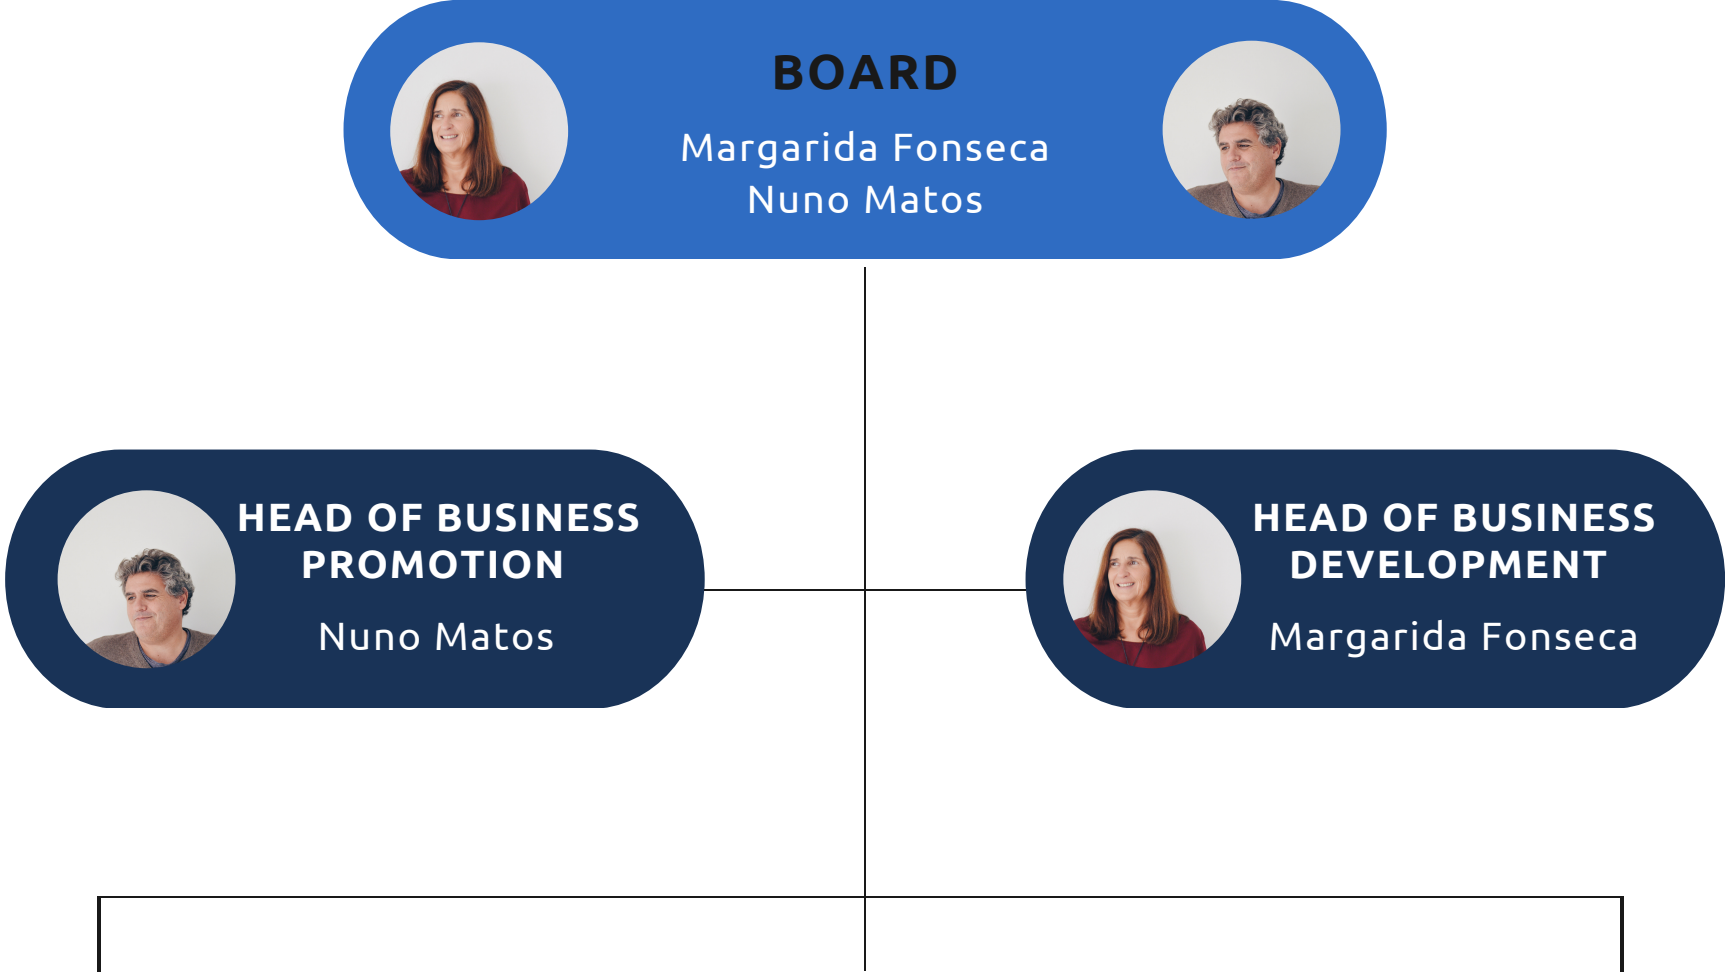 BOARD
Margarida Fonseca
Nuno Matos
HEAD OF BUSINESS
PROMOTION
Nuno Matos
HEAD OF BUSINESS
DEVELOPMENT
Margarida Fonseca